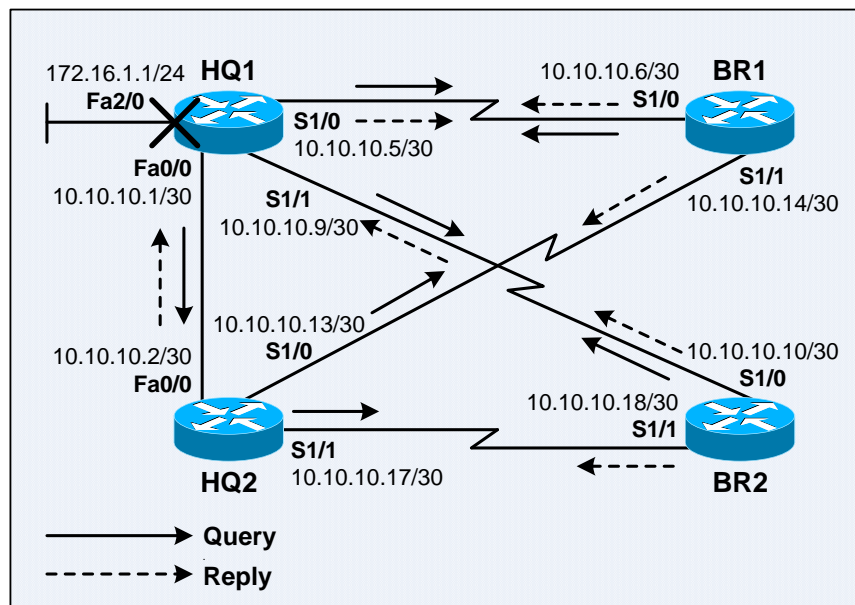 172.16.1.1/24
HQ1
10.10.10.6/30
BR1
Fa2/0
S1/0
S1/0
10.10.10.5/30
Fa0/0
10.10.10.1/30
S1/1
10.10.10.9/30
S1/1
10.10.10.14/30
10.10.10.13/30
S1/0
10.10.10.2/30
Fa0/0
10.10.10.10/30
S1/0
10.10.10.18/30
S1/1
S1/1
10.10.10.17/30
HQ2
BR2
Query
Reply